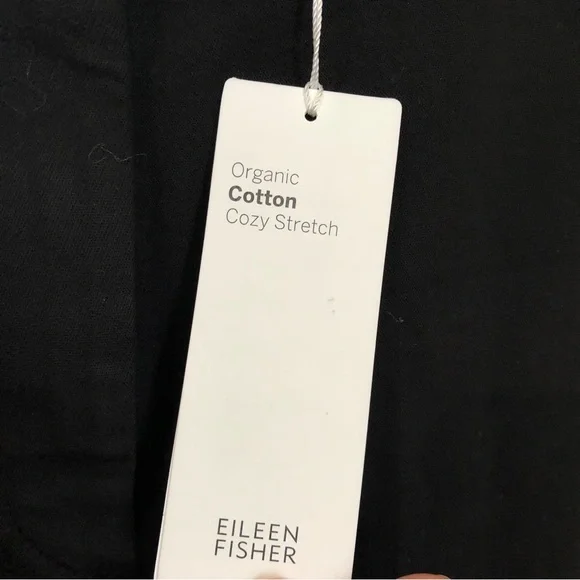 Organic
Cotton
Cozy Stretch
EILEEN
FISHER